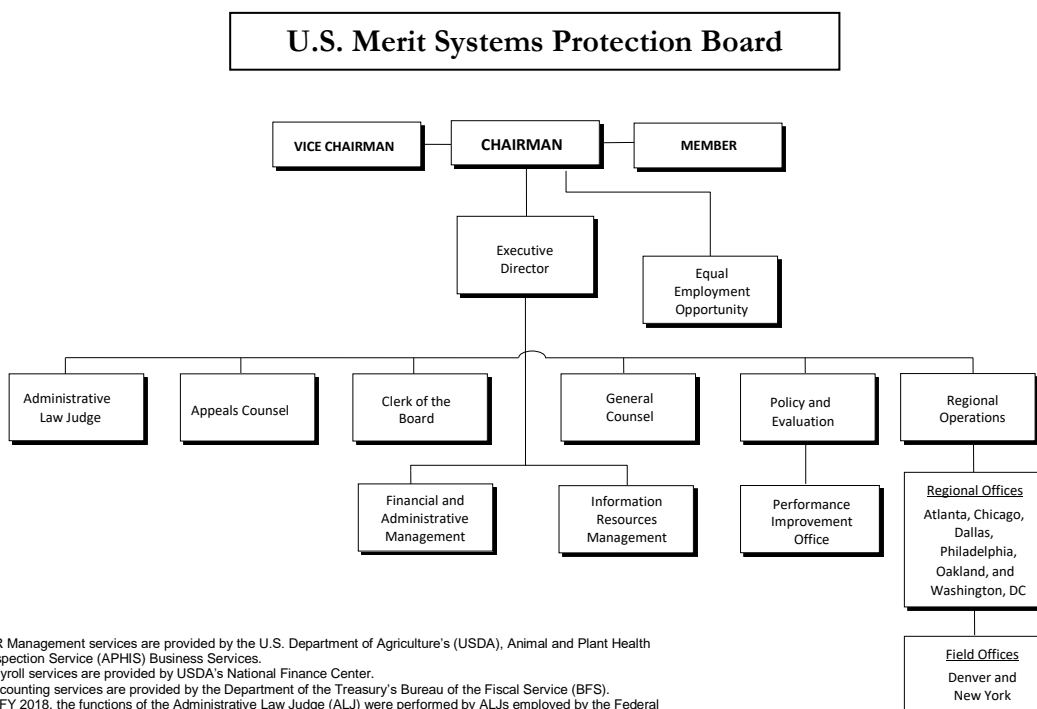 U.S. Merit Systems Protection Board
VICE CHAIRMAN
CHAIRMAN
MEMBER
Executive
Director
Equal
Employment
Opportunity
Administrative
Law Judge
Appeals Counsel
Clerk of the
Board
General
Counsel
Policy and
Evaluation
Regional
Operations
Financial and
Administrative
Management
Information
Resources
Management
Performance
Improvement
Office
Regional Offices
Atlanta, Chicago,
Dallas,
Philadelphia,
Oakland, and
Washington, DC
Field Offices
Denver and
New York
Management services are provided by the U.S. Department of Agriculture's (USDA), Animal and Plant Health
Service (APHIS) Business Services.
services are provided by USDA's National Finance Center.
services are provided by the Department of the Treasury's Bureau of the Fiscal Service (BFS).
FY 2018, the functions of the Administrative Law Judge (ALJ) were performed by ALJs employed by the Federal